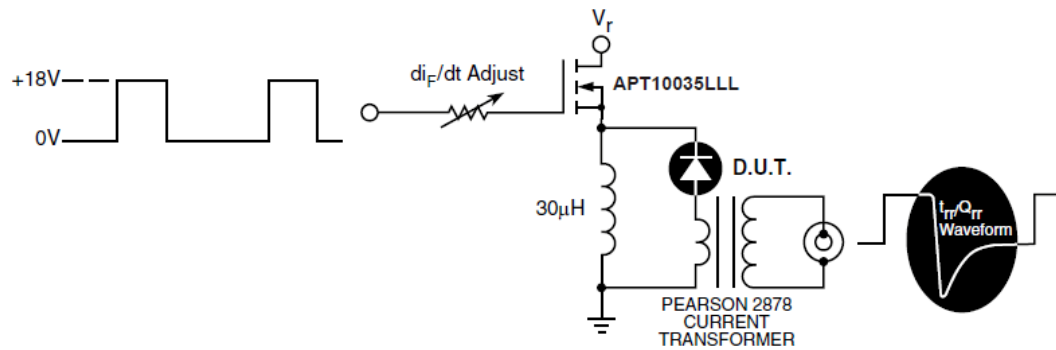 +18V
0V
diF/dt Adjust
Vr
APT10035LLL
D.U.T.
30μH
PEARSON 2878
CURRENT
TRANSFORMER
trr/Qrr
Waveform